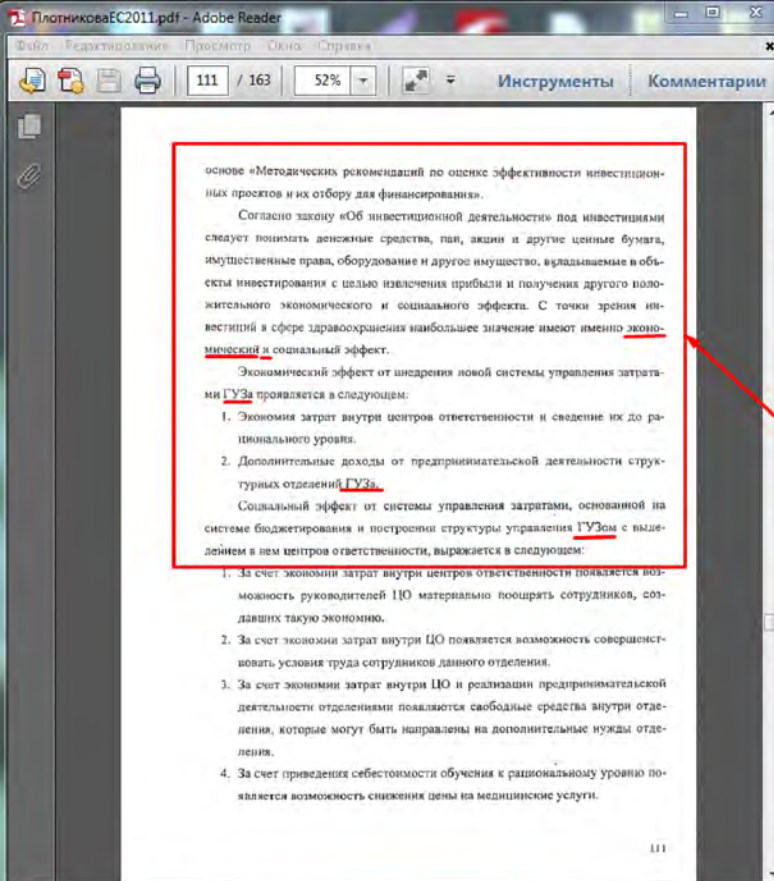 ПлотниковаЕС2011.pdf - Adobe Reader
Файл Редактирование Просмотр Окно Справка
111 / 163 52% Инструменты Комментарии
основе «Методических рекомендаций по оценке эффективности инвестицион-
ных проектов и их отбору для финансирования».
Согласно закону «Об инвестиционной деятельности» под инвестициями
следует понимать денежные средства, паи, акции и другие ценные бумаги,
имущественные права, оборудование и другое имущество, вкладываемые в объ-
екты инвестирования с целью извлечения прибыли и получения другого поло-
жительного экономического и социального эффекта. С точки зрения ин-
вестиций в сфере здравоохранения наибольшее значение имеют именно эконо-
мический и социальный эффект.
Экономический эффект от внедрения новой системы управления затрата-
ми ГУЗа проявляется в следующем:
1. Экономия затрат внутри центров ответственности и сведение их до ра-
ционального уровня.
2. Дополнительные доходы от предпринимательской деятельности струк-
турных отделений ГУЗа.
Социальный эффект от системы управления затратами, основанной на
системе бюджетирования и построении структуры управления ГУЗом с выде-
лением в нем центров ответственности, выражается в следующем:
1. За счет экономии затрат внутри центров ответственности появляется воз-
можность руководителей ЦО материально поощрять сотрудников, соз-
давших такую экономию.
2. За счет экономии затрат внутри ЦО появляется возможность совершенст-
вовать условия труда сотрудников данного отделения.
3. За счет экономии затрат внутри ЦО и реализации предпринимательской
деятельности отделениями появляются свободные средства внутри отде-
ления, которые могут быть направлены на дополнительные нужды отде-
ления.
4. За счет приведения себестоимости обучения к рациональному уровню по-
является возможность снижения цены на медицинские услуги.
111